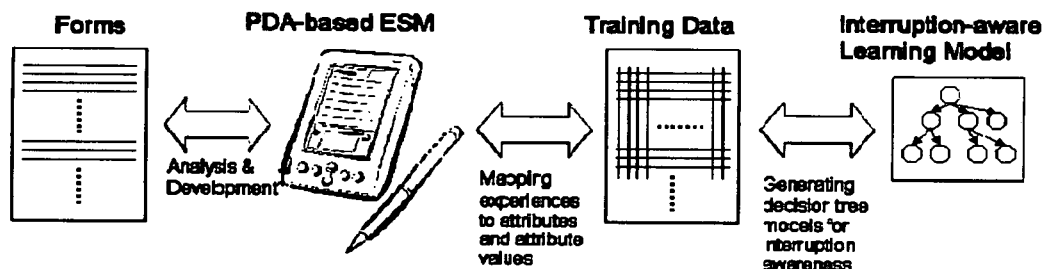 Forms
PDA-based ESM
Training Data
Interruption-aware
Learning Model
Analysis &
Development
Mapping
experiences
to attributes
and attribute
values
Generating
decision tree
models for
interruption
awareness